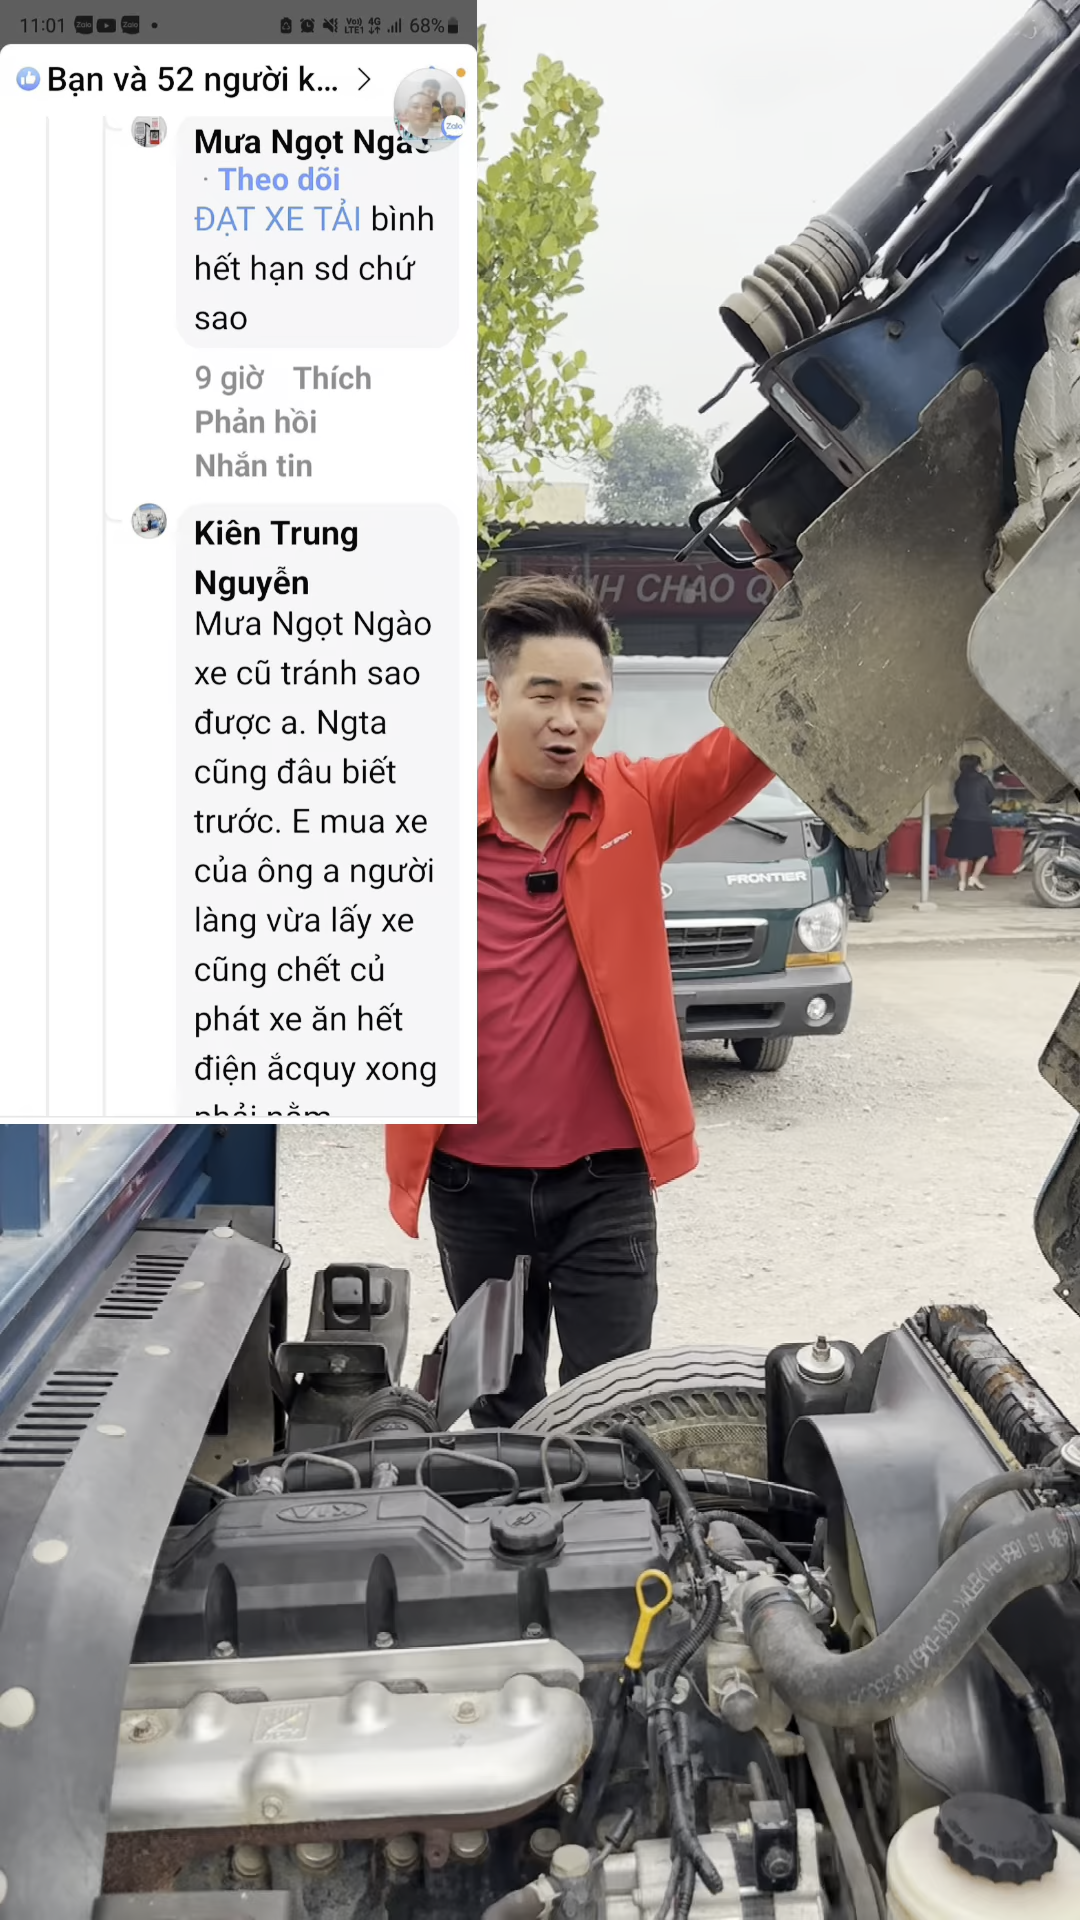 11:01
68%
Bạn và 52 người k...
Mưa Ngọt Ngào
· Theo dõi
ĐẠT XE TẢI bình
hết hạn sd chứ
sao
9 giờ Thích
Phản hồi
Nhắn tin
Kiên Trung
Nguyễn
Mưa Ngọt Ngào
xe cũ tránh sao
được a. Ngta
cũng đâu biết
trước. E mua xe
của ông a người
làng vừa lấy xe
cũng chết củ
phát xe ăn hết
điện ắcquy xong
phải nằm
CHÀO Q
FRONTIER
KIA